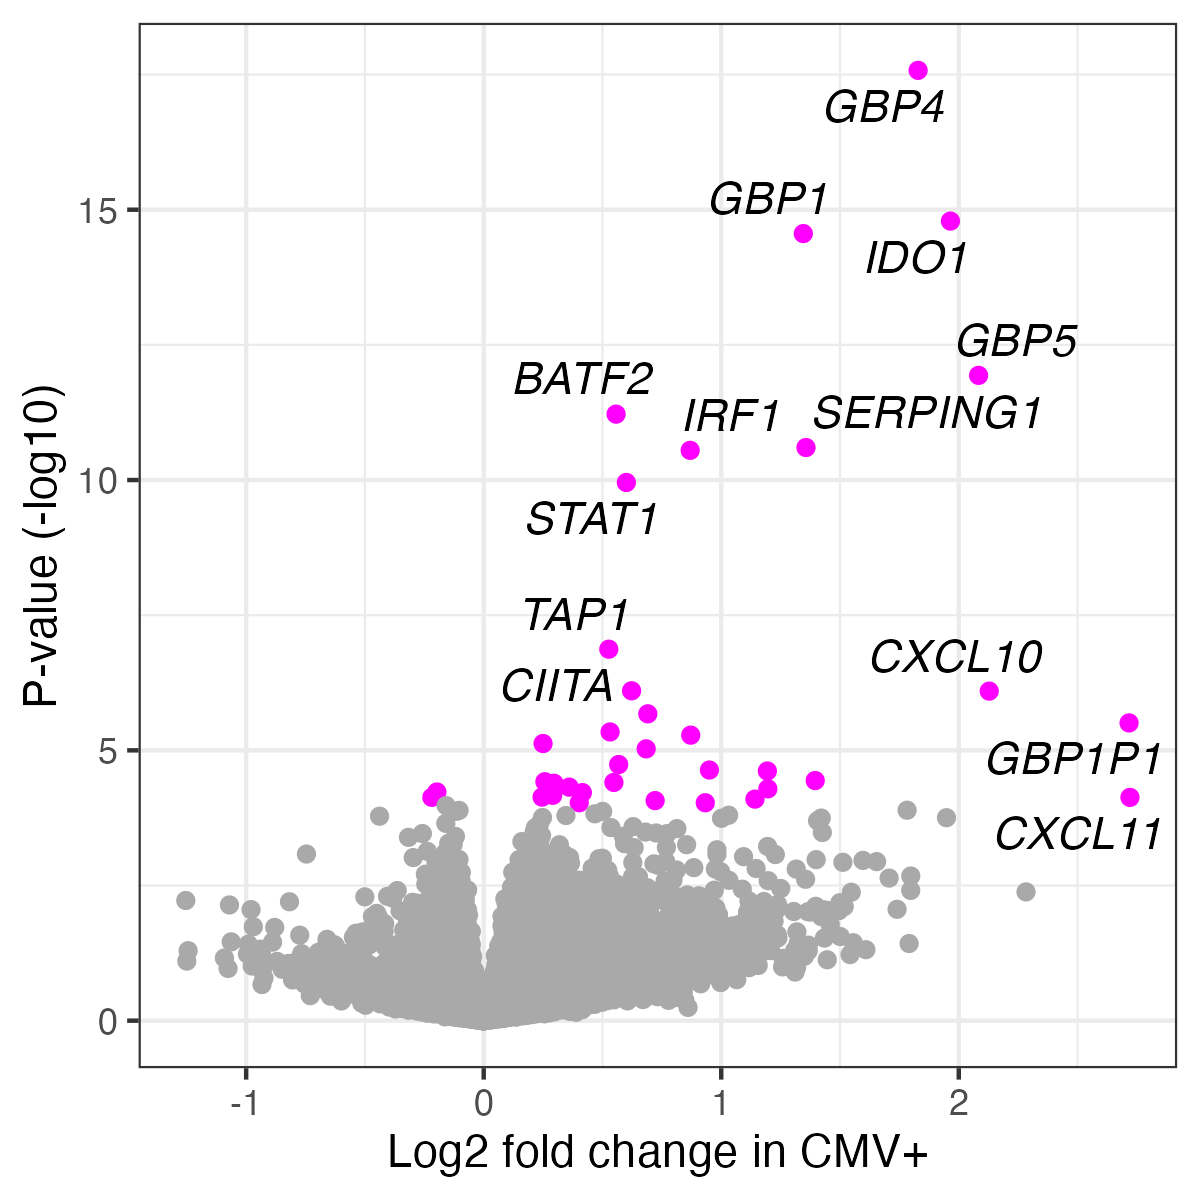 GBP4
GBP1
15
IDO1
GBP5
BATF2
IRF1
SERPING1
10
STAT1
TAP1
CXCL10
CIITA
5
GBP1P1
CXCL11
0
P-value (-log10)
-1 0 1 2
Log2 fold change in CMV+